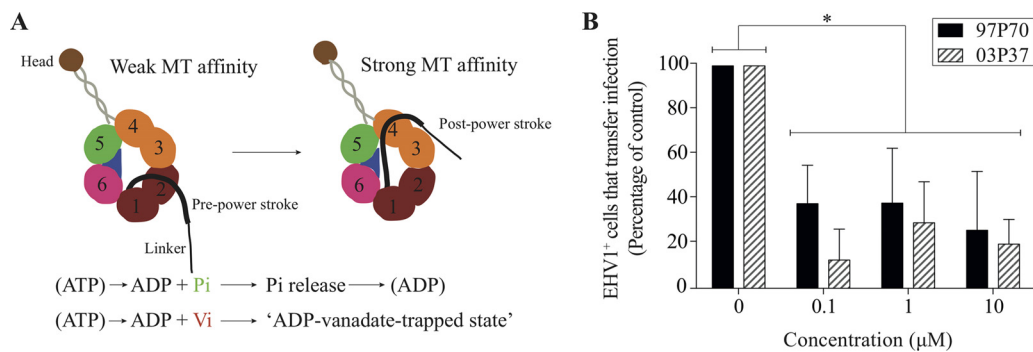 A
Head
Weak MT affinity
Strong MT affinity
4
5
3
6
2
1
Pre-power stroke
Linker
4
5
3
6
2
1
Post-power stroke
(ATP) → ADP + Pi → Pi release → (ADP)
(ATP) → ADP + Vi → ‘ADP-vanadate-trapped state’
B
*
97P70
03P37
EHV1⁺ cells that transfer infection
(Percentage of control)
100
80
60
40
20
0
0 0.1 1 10
Concentration (μM)